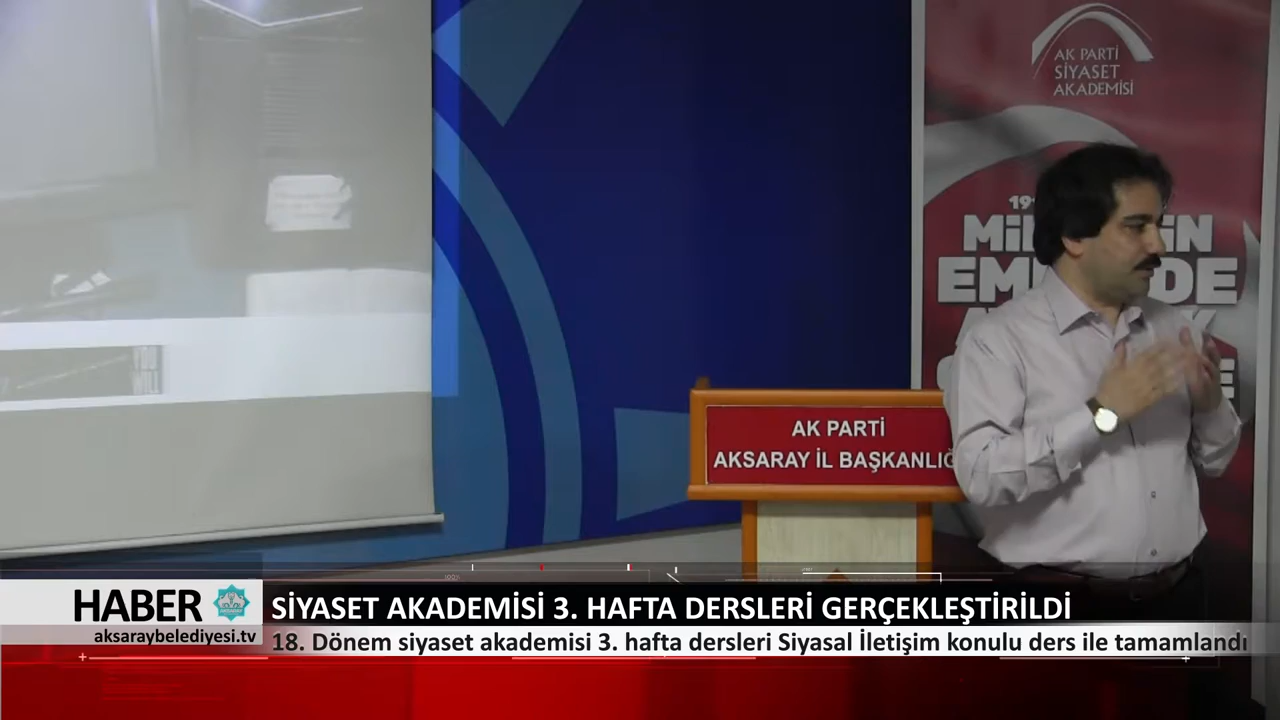 AK PARTİ
SİYASET
AKADEMİSİ
AK PARTİ
AKSARAY İL BAŞKANLIĞ
HABER
aksaraybelediyesi.tv
SİYASET AKADEMİSİ 3. HAFTA DERSLERİ GERÇEKLEŞTİRİLDİ
18. Dönem siyaset akademisi 3. hafta dersleri Siyasal İletişim konulu ders ile tamamlandı